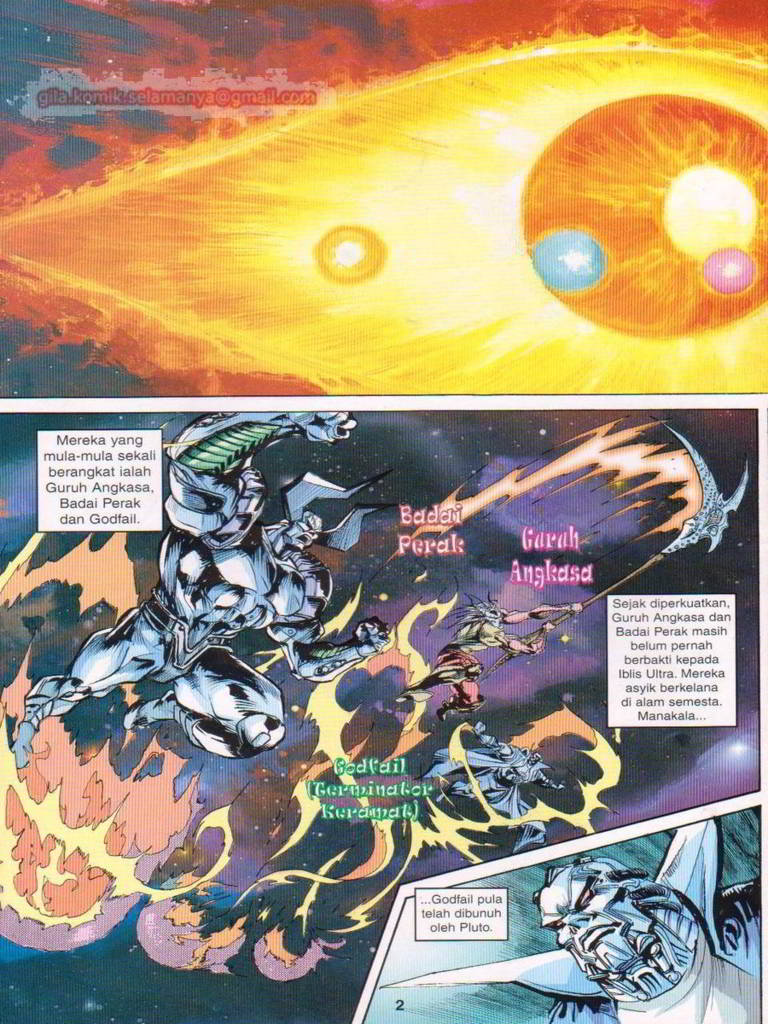 gila.komik.selamanya@gmail.com
Mereka yang
mula-mula sekali
berangkat ialah
Guruh Angkasa,
Badai Perak
dan Godfail.
Badai
Perak
Guruh
Angkasa
Sejak diperkuatkan,
Guruh Angkasa dan
Badai Perak masih
belum pernah
berbakti kepada
Iblis Ultra. Mereka
asyik berkelana
di alam semesta.
Manakala...
Godfail
(Terminator
Keramat)
...Godfail pula
telah dibunuh
oleh Pluto.
2